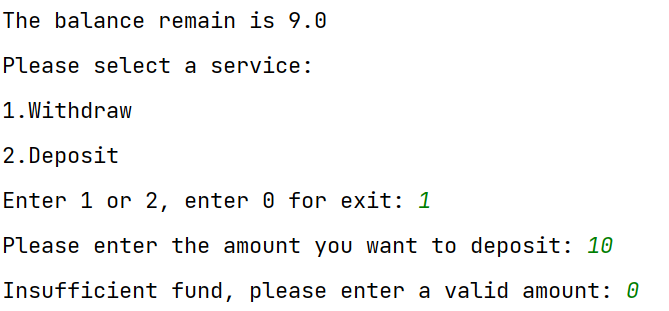 The balance remain is 9.0
Please select a service:
1.Withdraw
2.Deposit
Enter 1 or 2, enter 0 for exit: 1
Please enter the amount you want to deposit: 10
Insufficient fund, please enter a valid amount: 0